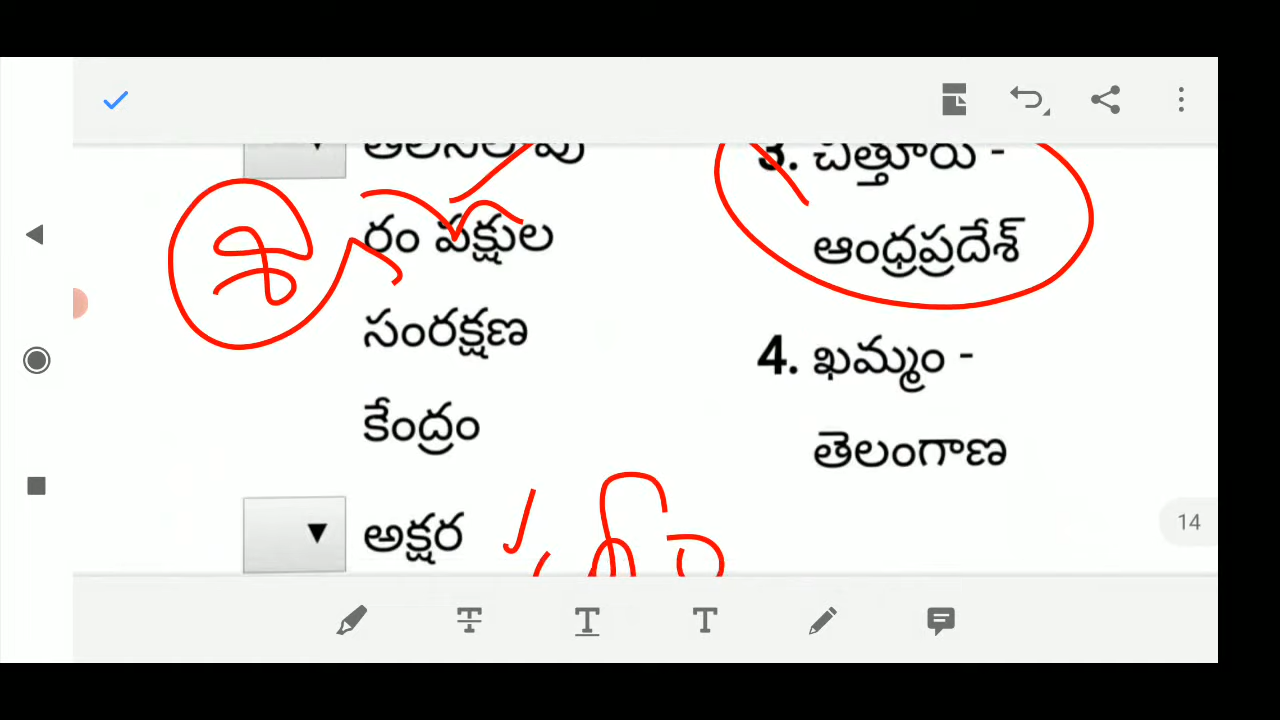 3. చిత్తూరు -
రం పక్షుల
ఆంధ్రప్రదేశ్
సంరక్షణ
4. ఖమ్మం -
కేంద్రం
తెలంగాణ
అక్షర
14